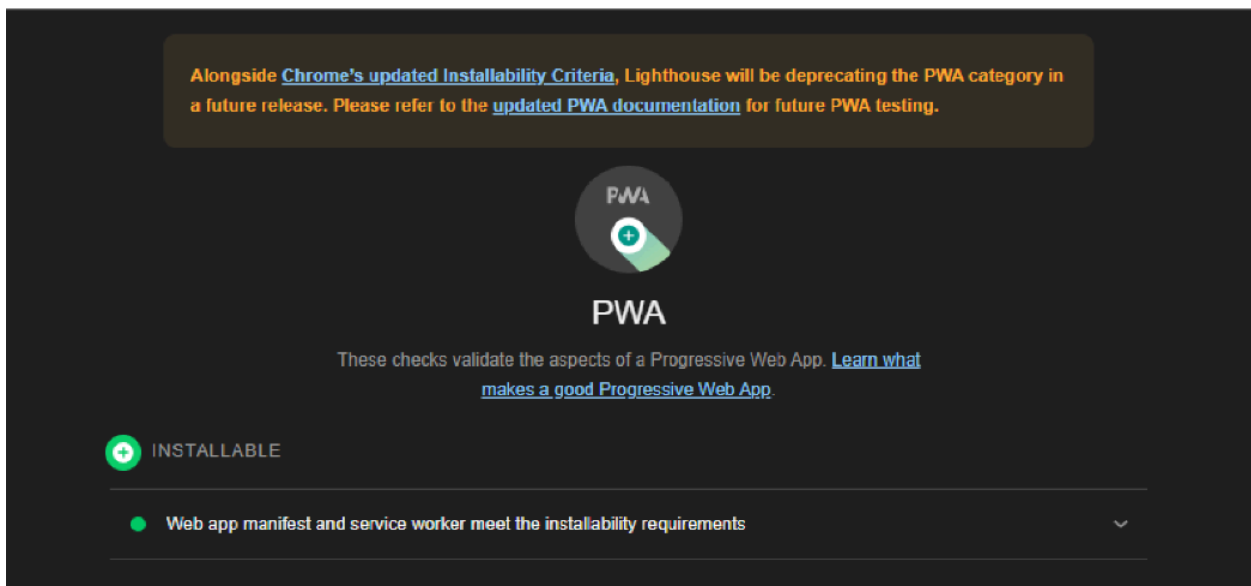 Alongside Chrome's updated Installability Criteria, Lighthouse will be deprecating the PWA category in
a future release. Please refer to the updated PWA documentation for future PWA testing.
PWA
PWA
These checks validate the aspects of a Progressive Web App. Learn what
makes a good Progressive Web App.
INSTALLABLE
Web app manifest and service worker meet the installability requirements